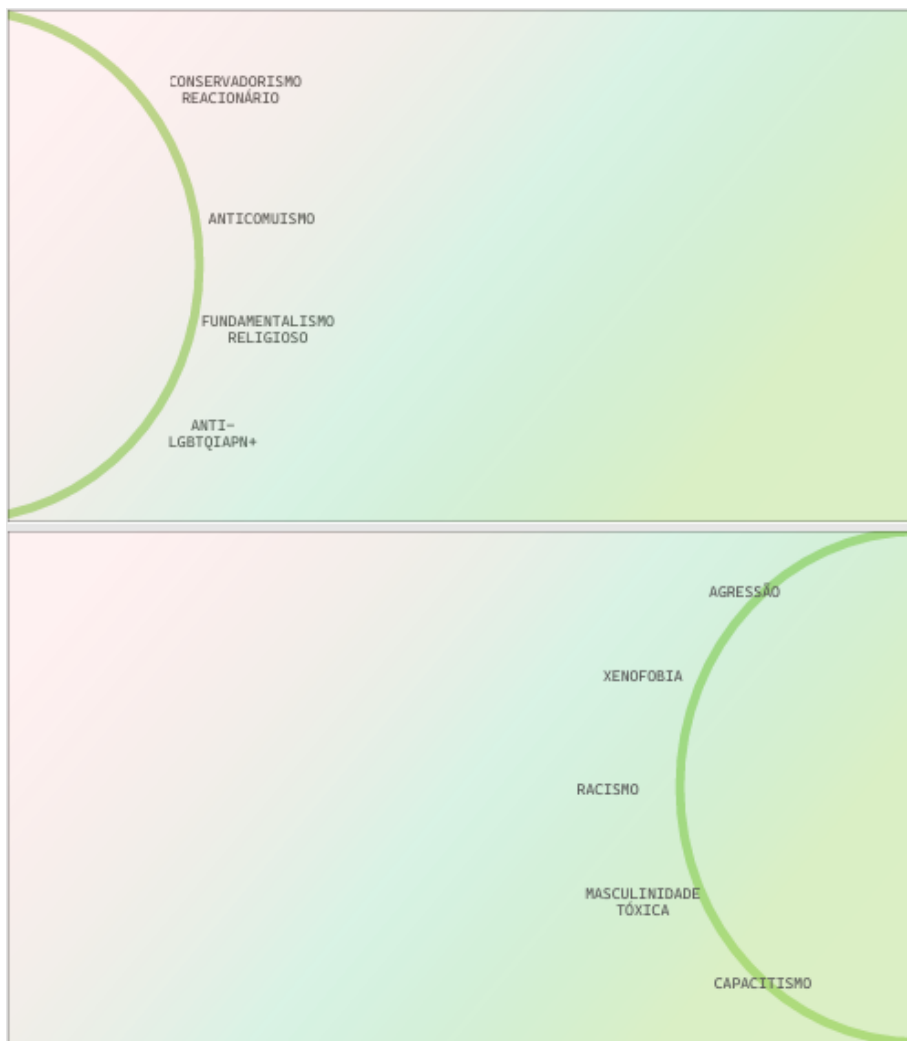 CONSERVADORISMO
REACIONÁRIO
ANTICOMUISMO
FUNDAMENTALISMO
RELIGIOSO
ANTI-
LGBTQIAPN+
AGRESSÃO
XENOFOBIA
RACISMO
MASCULINIDADE
TÓXICA
CAPACITISMO